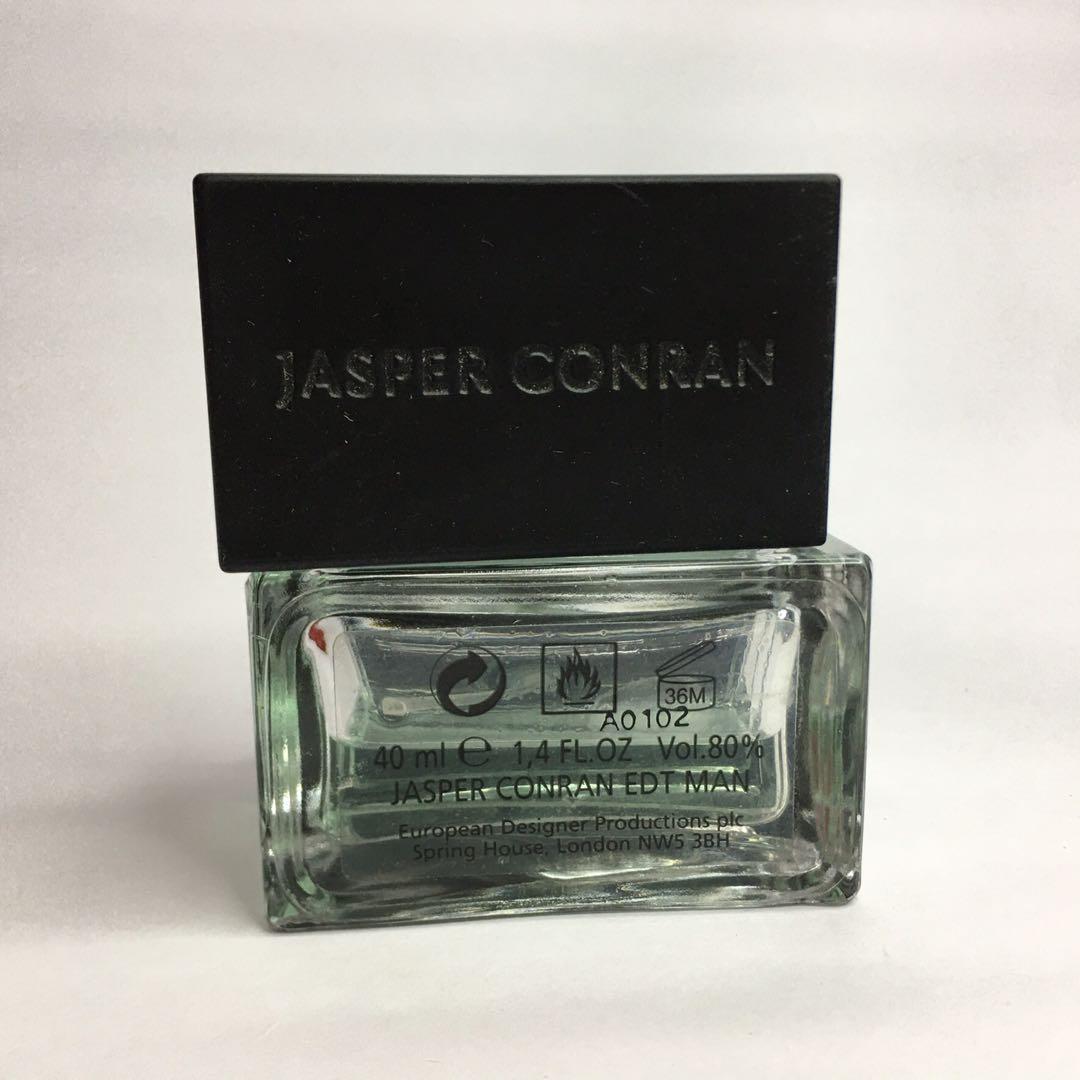 JASPER CONRAN
36M
A0102
40 ml e 1,4 FL.OZ Vol.80%
JASPER CONRAN EDT MAN
European Designer Productions plc
Spring House, London NW5 3BH